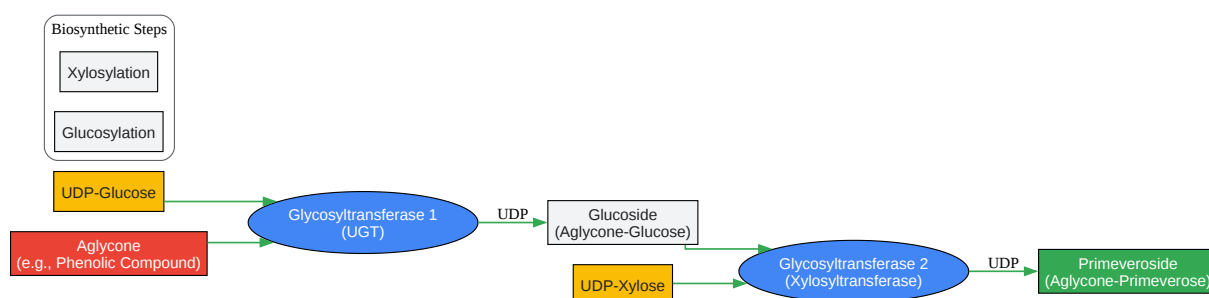 Biosynthetic Steps
Xylosylation
Glucosylation
UDP-Glucose
Aglycone
(e.g., Phenolic Compound)
Glycosyltransferase 1
(UGT)
UDP
Glucoside
(Aglycone-Glucose)
UDP-Xylose
Glycosyltransferase 2
(Xylosyltransferase)
UDP
Primeveroside
(Aglycone-Primeverose)